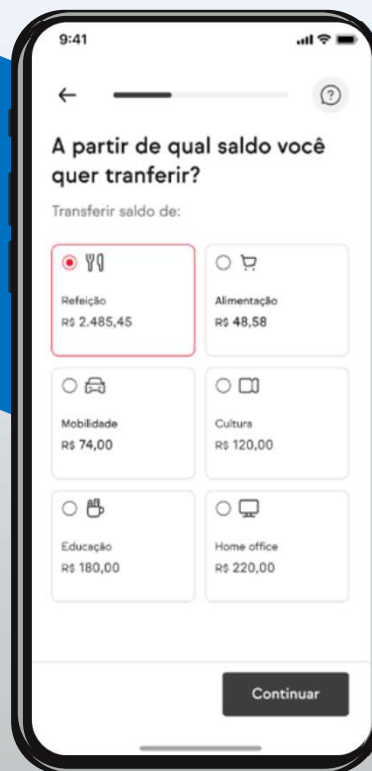 9:41
A partir de qual saldo você
quer tranferir?
Transferir saldo de:
Refeição
R$ 2.485,45
Alimentação
R$ 48,58
Mobilidade
R$ 74,00
Cultura
R$ 120,00
Educação
R$ 180,00
Home office
R$ 220,00
Continuar